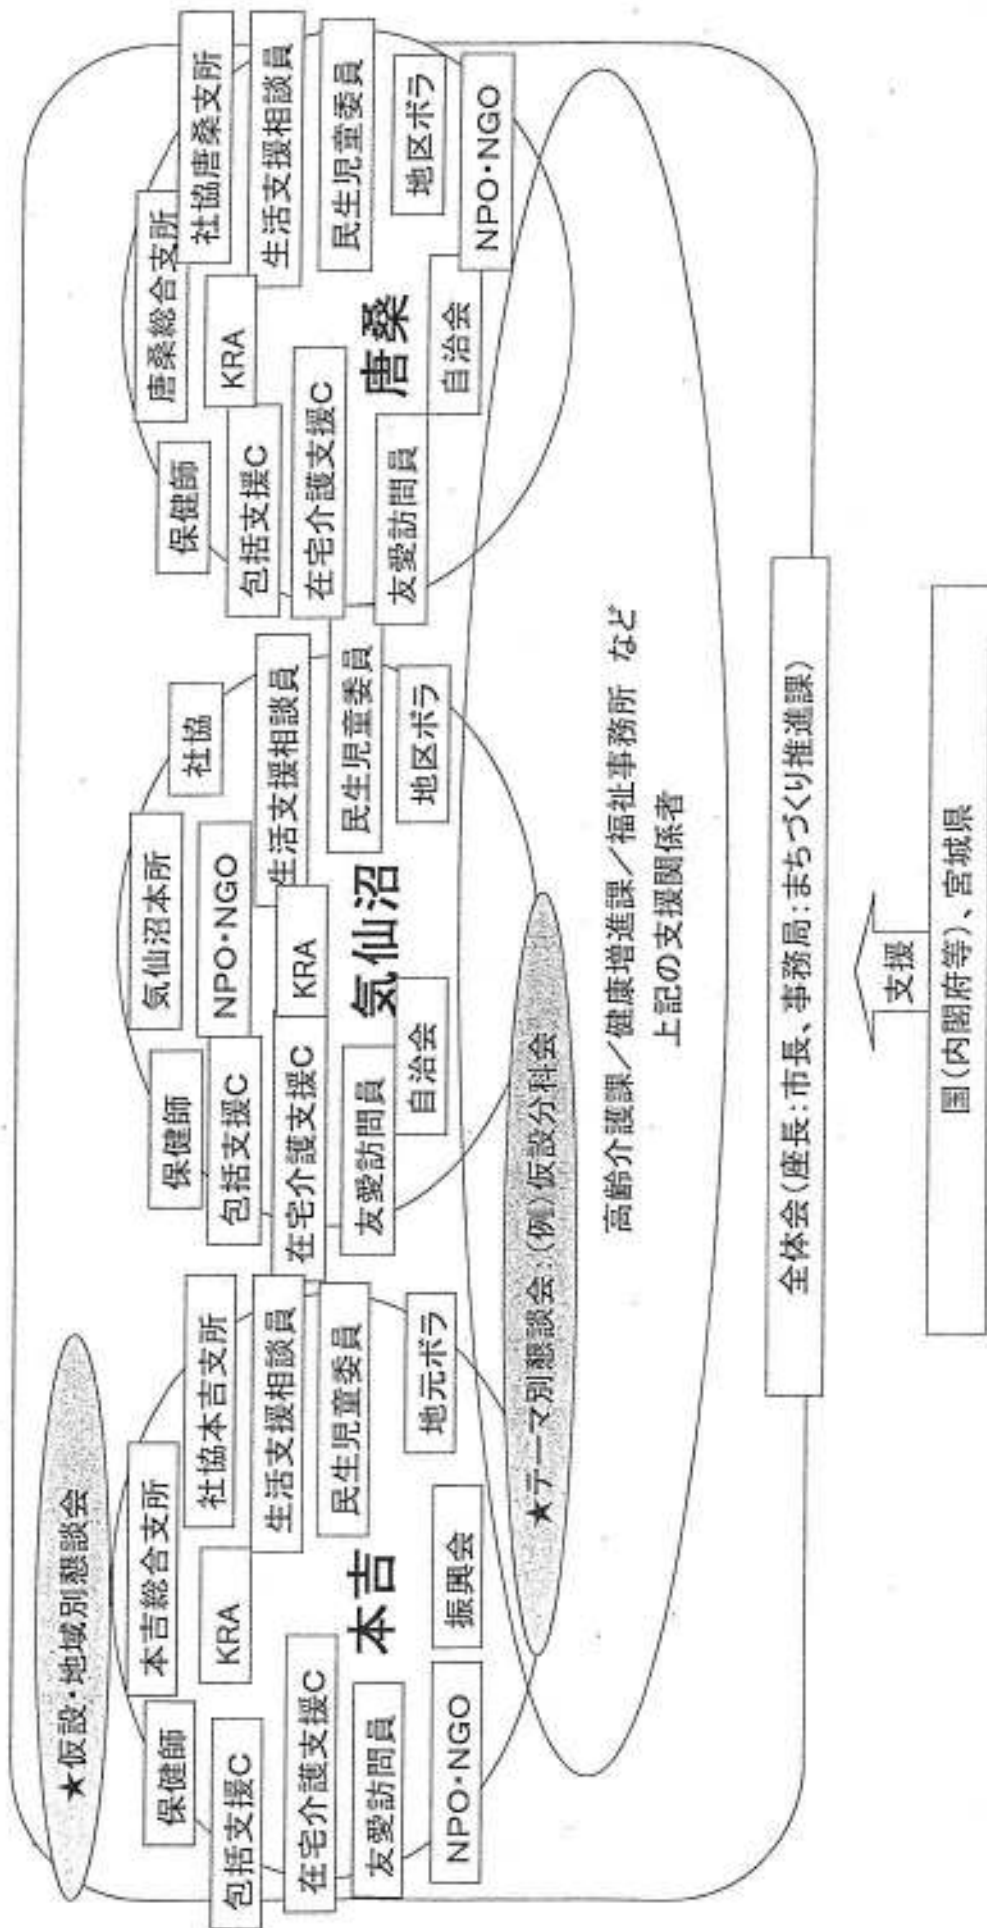 ★仮設・地域別懇談会
本吉総合支所
保健師
社協本吉支所
KRA
包括支援C
生活支援相談員
在宅介護支援C
民生児童委員
本吉
友愛訪問員
地元ボラ
振興会
NPO・NGO
気仙沼本所
保健師
社協
NPO・NGO
包括支援C
生活支援相談員
KRA
在宅介護支援C
民生児童委員
気仙沼
友愛訪問員
地区ボラ
自治会
唐桑総合支所
保健師
社協唐桑支所
KRA
包括支援C
生活支援相談員
在宅介護支援C
民生児童委員
唐桑
友愛訪問員
地区ボラ
自治会
NPO・NGO
★テーマ別懇談会:(例)仮設分科会
高齢介護課/健康増進課/福祉事務所 など
上記の支援関係者
全体会(座長:市長、事務局:まちづくり推進課)
支援
国(内閣府等)、宮城県